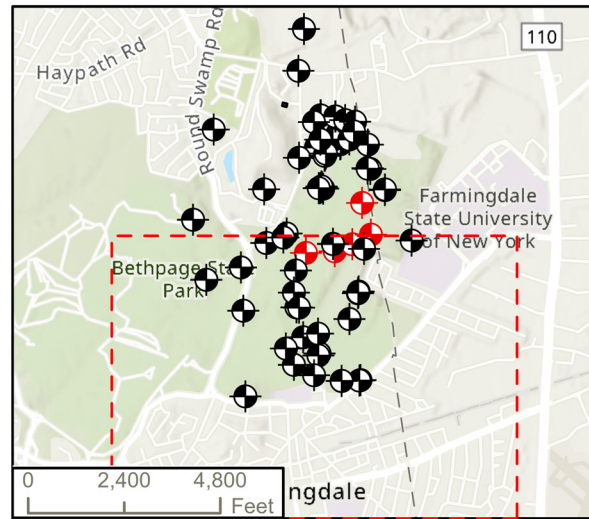 110
Haypath Rd
Round Swamp Rd
Farmingdale
State University
of New York
Bethpage St
Park
0 2,400 4,800
Feet
ngdale